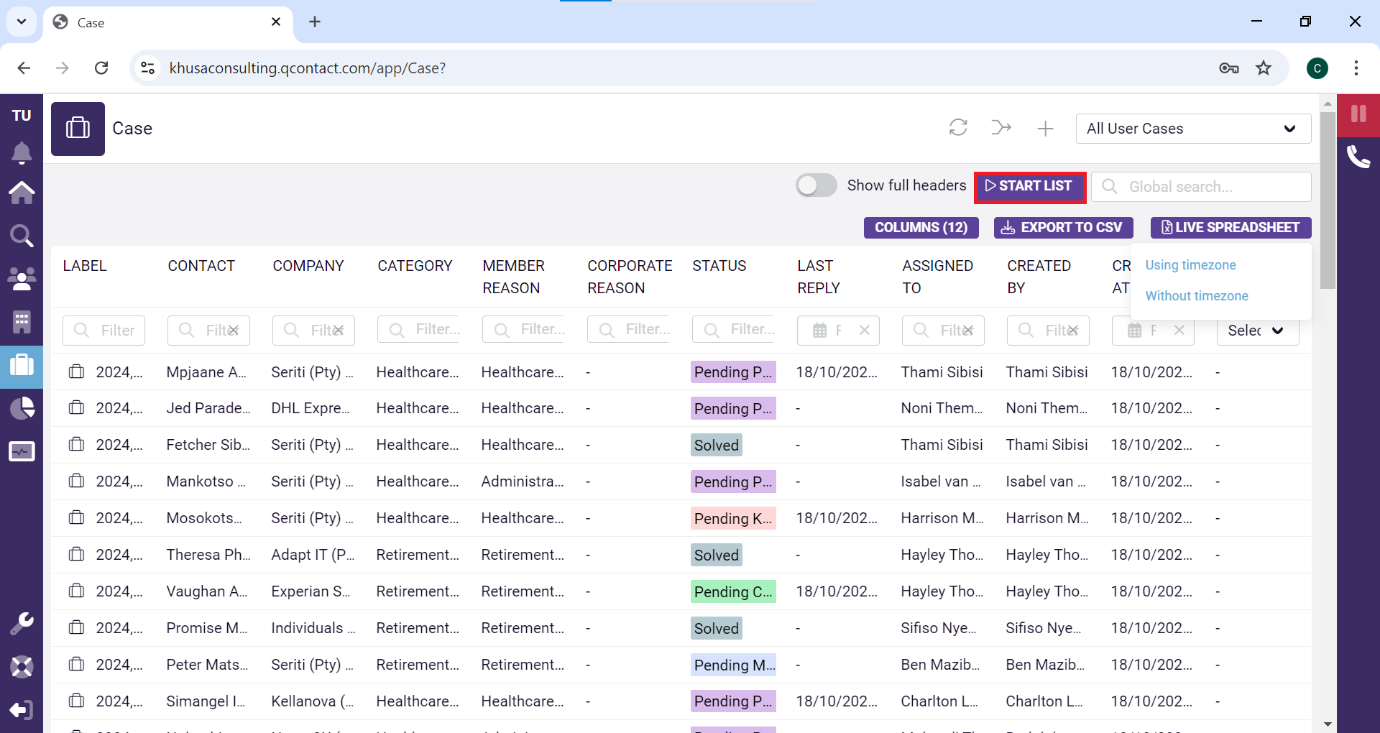 Case
khusaconsulting.qcontact.com/app/Case?
C
TU
Case
All User Cases
Show full headers
START LIST
Global search...
COLUMNS (12)
EXPORT TO CSV
LIVE SPREADSHEET
Using timezone
Without timezone
LABEL CONTACT COMPANY CATEGORY MEMBER REASON CORPORATE REASON STATUS LAST REPLY ASSIGNED TO CREATED BY CR AT
Filter Filte Filte Filter... Filter... Filter... Filter... F Filte Filte F Selec
2024,... Mpjaane A... Seriti (Pty) ... Healthcare... Healthcare... - Pending P... 18/10/202... Thami Sibisi Thami Sibisi 18/10/202... -
2024,... Jed Parade... DHL Expre... Healthcare... Healthcare... - Pending P... - Noni Them... Noni Them... 18/10/202... -
2024,... Fetcher Sib... Seriti (Pty) ... Healthcare... Healthcare... - Solved - Thami Sibisi Thami Sibisi 18/10/202... -
2024,... Mankotso ... Seriti (Pty) ... Healthcare... Administra... - Pending P... - Isabel van ... Isabel van ... 18/10/202... -
2024,... Mosokots... Seriti (Pty) ... Healthcare... Healthcare... - Pending K... 18/10/202... Harrison M... Harrison M... 18/10/202... -
2024,... Theresa Ph... Adapt IT (P... Retirement... Retirement... - Solved - Hayley Tho... Hayley Tho... 18/10/202... -
2024,... Vaughan A... Experian S... Retirement... Retirement... - Pending C... 18/10/202... Hayley Tho... Hayley Tho... 18/10/202... -
2024,... Promise M... Individuals ... Retirement... Retirement... - Solved - Sifiso Nye... Sifiso Nye... 18/10/202... -
2024,... Peter Mats... Seriti (Pty) ... Retirement... Retirement... - Pending M... - Ben Mazib... Ben Mazib... 18/10/202... -
2024,... Simangel I... Kellanova (... Healthcare... Healthcare... - Pending P... 18/10/202... Charlton L... Charlton L... 18/10/202... -